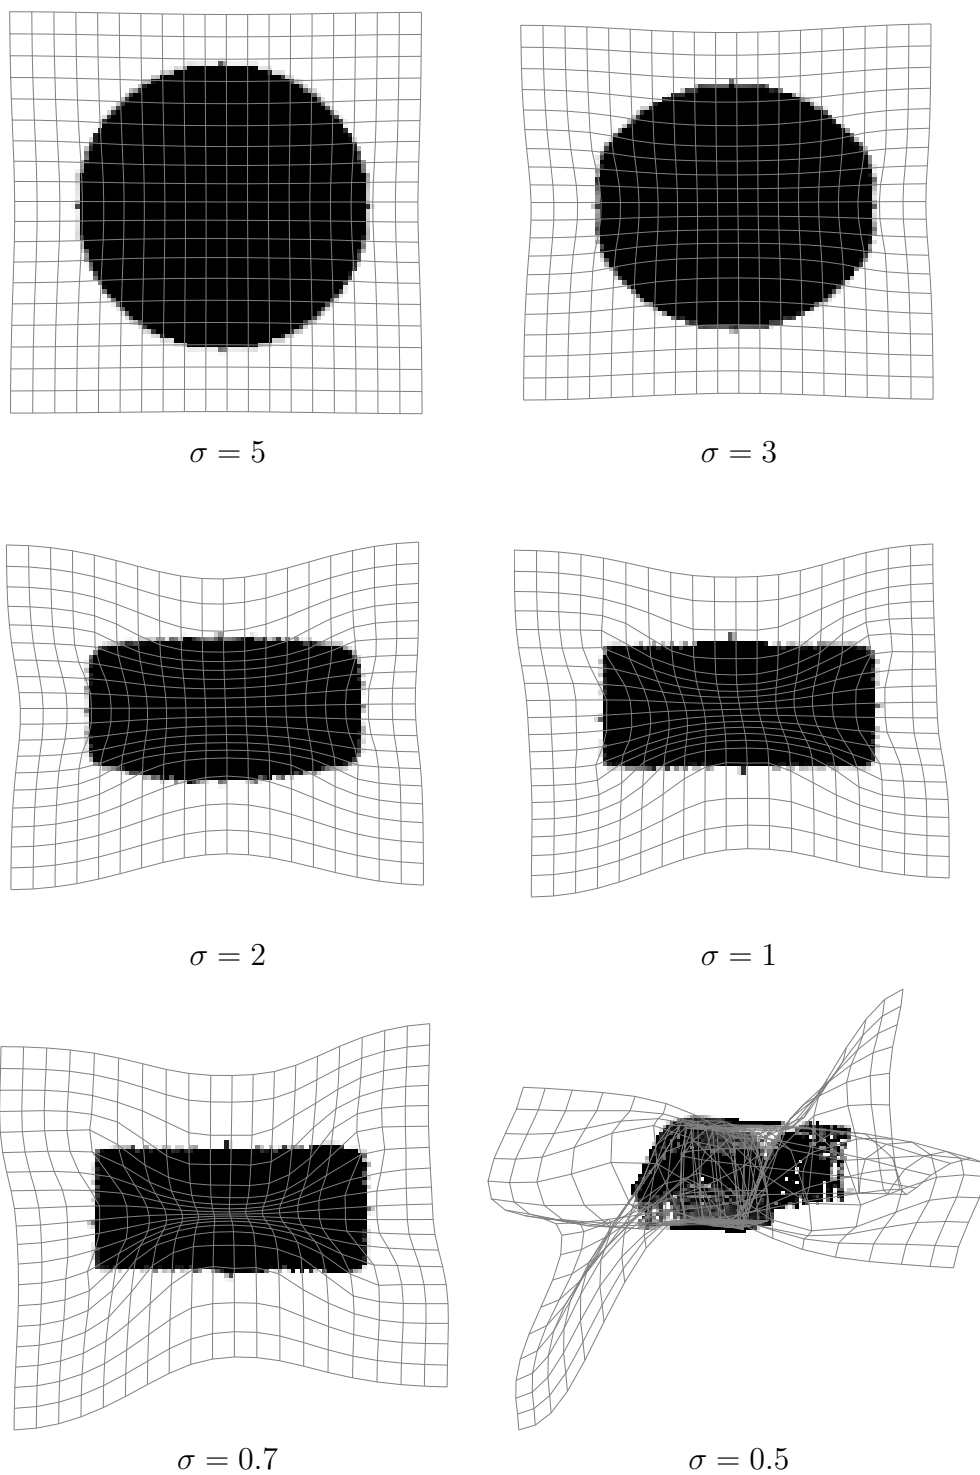 σ = 5
σ = 3
σ = 2
σ = 1
σ = 0.7
σ = 0.5